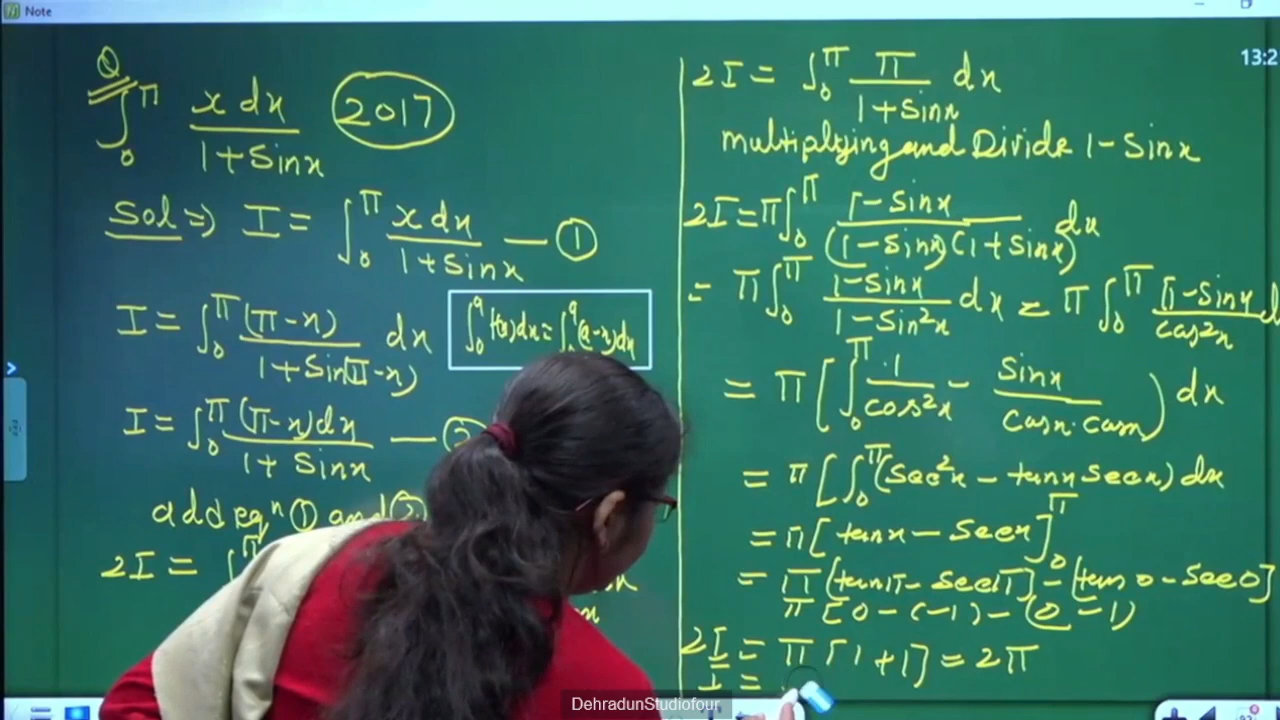 Note
13:2
Q
∫₀^π x dx / 1+Sinx 2017
Sol ⇒ I = ∫₀^π x dx / 1+Sinx — ①
I = ∫₀^π (π-x) / 1+Sin(π-x) dx
∫₀^a f(x)dx = ∫ (a-x)dx
I = ∫₀^π (π-x)dx / 1+Sinx — ②
add eqⁿ ① and ②
2I = ∫
2I = ∫₀^π π / 1+Sinx dx
multiplying and Divide 1-Sinx
2I = π∫₀^π 1-Sinx / (1-Sinx)(1+Sinx) dx
= π∫₀^π 1-Sinx / 1-Sin²x dx = π∫₀^π [1-Sinx / cos²x d
= π[∫₀^π 1 / cos²x - Sinx / cosx.cosx) dx
= π[∫₀^π (Sec²x - tanx Secx) dx
= π[tanx - Secx]₀^π
= π[tanπ - Secπ] - [tan0 - Sec0]
π[0-(-1)-(0-1)
2I = π[1+1] = 2π
I =
DehradunStudiofour